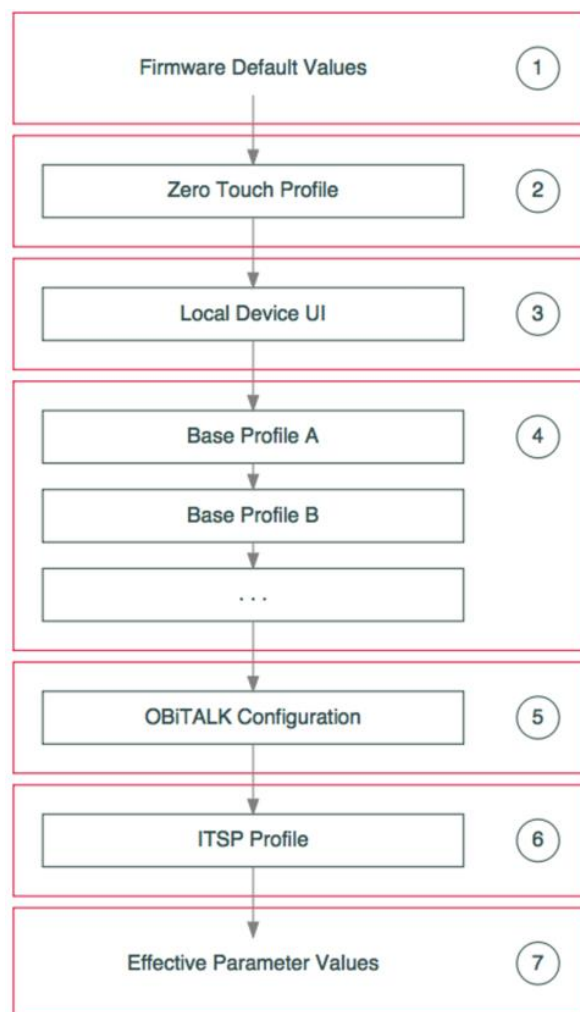 Firmware Default Values
1
Zero Touch Profile
2
Local Device UI
3
Base Profile A
4
Base Profile B
. . .
OBiTALK Configuration
5
ITSP Profile
6
Effective Parameter Values
7